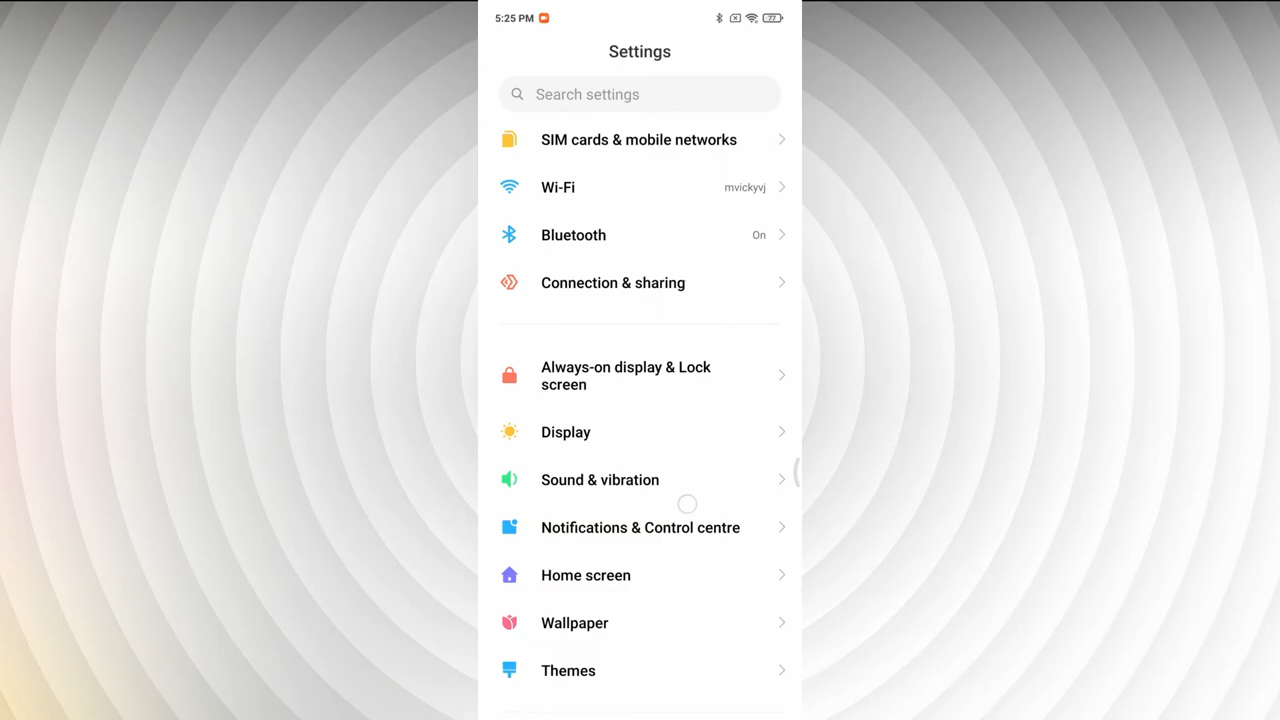 5:25 PM
77
Settings
Search settings
SIM cards & mobile networks
Wi-Fi mvickyvj
Bluetooth On
Connection & sharing
Always-on display & Lock
screen
Display
Sound & vibration
Notifications & Control centre
Home screen
Wallpaper
Themes